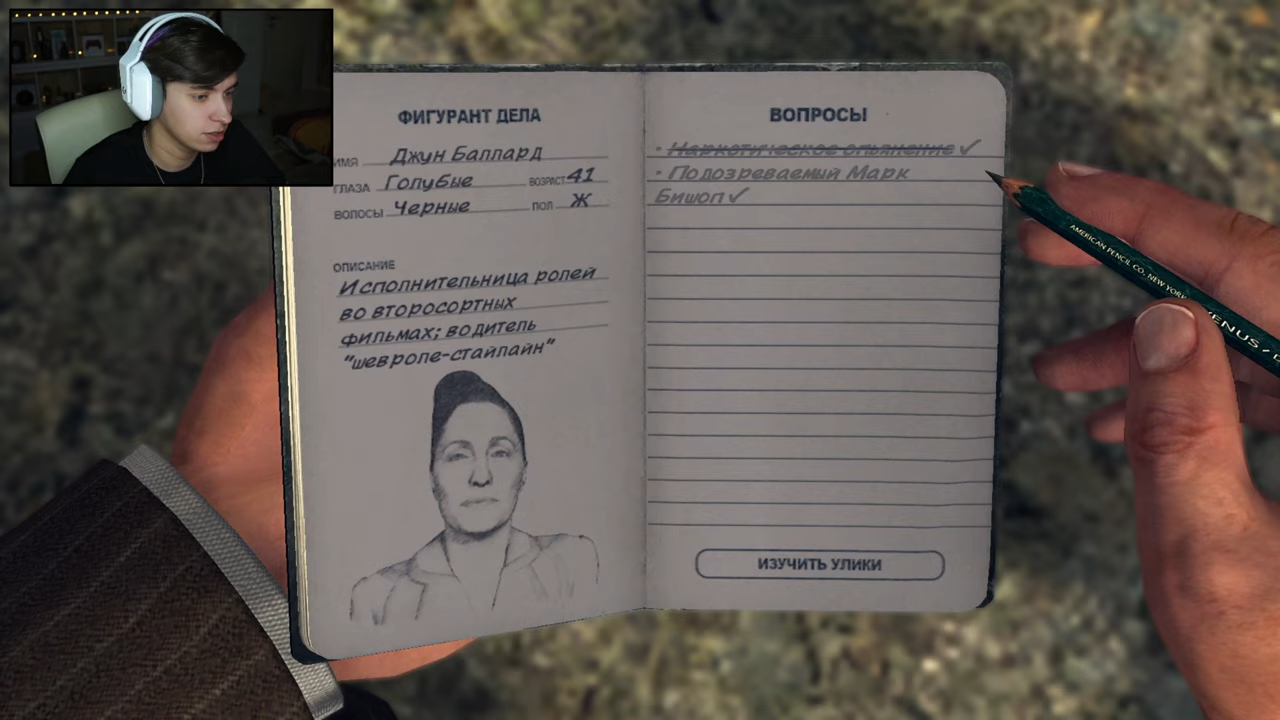 ФИГУРАНТ ДЕЛА
ИМЯ Джун Баллард
ГЛАЗА Голубые ВОЗРАСТ 41
ВОЛОСЫ Черные ПОЛ Ж
ОПИСАНИЕ
Исполнительница ролей
во второсортных
фильмах; водитель
"шевроле-стайлайн"
ВОПРОСЫ
• Наркотическое опьянение ✓
• Подозреваемый Марк
Бишоп ✓
ИЗУЧИТЬ УЛИКИ
AMERICAN PENCIL CO. NEW YORK
VENUS